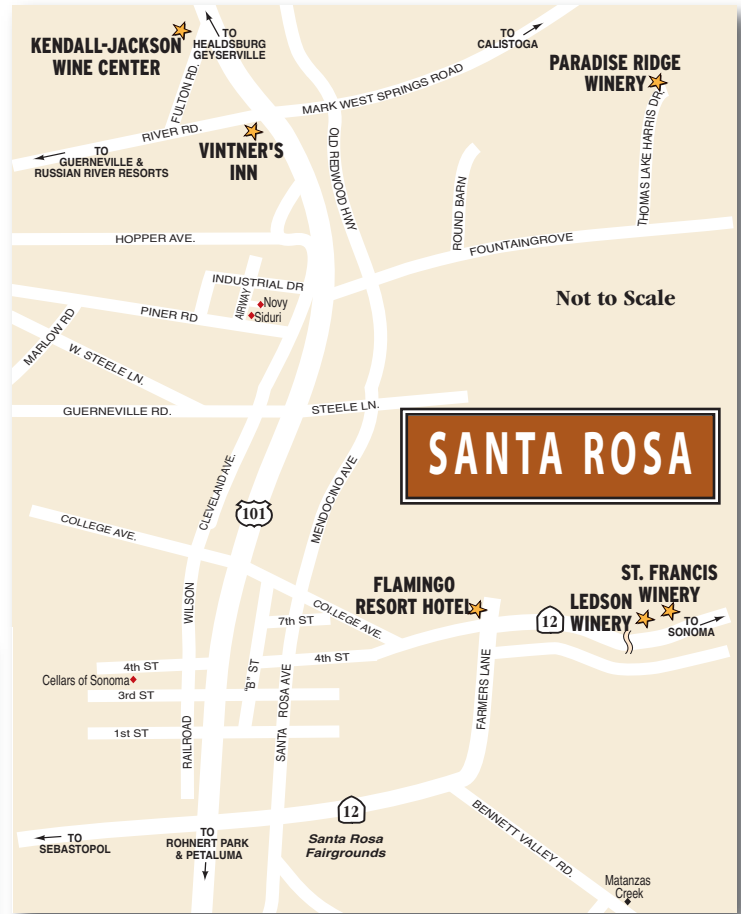 KENDALL-JACKSON
WINE CENTER
TO
HEALDSBURG
GEYSERVILLE
TO
CALISTOGA
PARADISE RIDGE
WINERY
FULTON RD.
MARK WEST SPRINGS ROAD
RIVER RD.
TO
GUERNEVILLE &
RUSSIAN RIVER RESORTS
VINTNER'S
INN
OLD REDWOOD HWY
THOMAS LAKE HARRIS DR.
ROUND BARN
HOPPER AVE.
FOUNTAINGROVE
INDUSTRIAL DR
AIRWAY
Novy
Siduri
Not to Scale
PINER RD
MARLOW RD
W. STEELE LN.
GUERNEVILLE RD.
STEELE LN.
SANTA ROSA
CLEVELAND AVE.
MENDOCINO AVE
101
COLLEGE AVE.
WILSON
FLAMINGO
RESORT HOTEL
ST. FRANCIS
WINERY
LEDSON
WINERY
12
TO
SONOMA
7th ST
COLLEGE AVE.
4th ST
4th ST
Cellars of Sonoma
3rd ST
"B" ST
SANTA ROSA AVE
FARMERS LANE
1st ST
RAILROAD
12
TO
SEBASTOPOL
TO
ROHNERT PARK
& PETALUMA
Santa Rosa
Fairgrounds
BENNETT VALLEY RD.
Matanzas
Creek